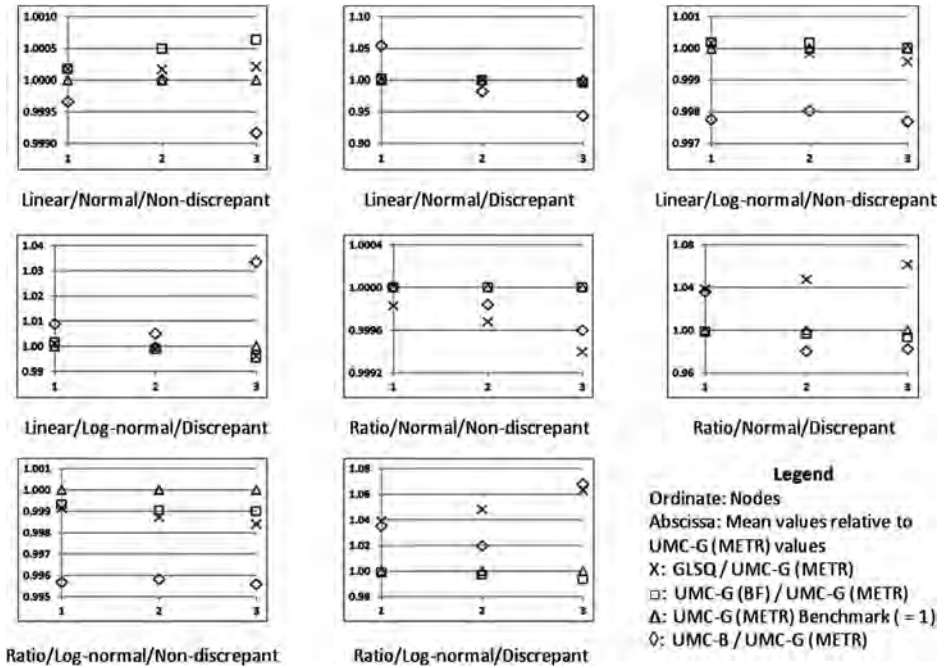 1.0010
1.0005
1.0000
0.9995
0.9990
1 2 3
Linear/Normal/Non-discrepant
1.10
1.05
1.00
0.95
0.90
1 2 3
Linear/Normal/Discrepant
1.001
1.000
0.999
0.998
0.997
1 2 3
Linear/Log-normal/Non-discrepant
1.04
1.03
1.02
1.01
1.00
0.99
1 2 3
Linear/Log-normal/Discrepant
1.0004
1.0000
0.9996
0.9992
1 2 3
Ratio/Normal/Non-discrepant
1.08
1.04
1.00
0.96
1 2 3
Ratio/Normal/Discrepant
1.001
1.000
0.999
0.998
0.997
0.996
0.995
1 2 3
Ratio/Log-normal/Non-discrepant
1.08
1.06
1.04
1.02
1.00
0.98
1 2 3
Ratio/Log-normal/Discrepant
Legend
Ordinate: Nodes
Abscissa: Mean values relative to
UMC-G (METR) values
X: GLSQ / UMC-G (METR)
□: UMC-G (BF) / UMC-G (METR)
Δ: UMC-G (METR) Benchmark ( = 1)
◊: UMC-B / UMC-G (METR)